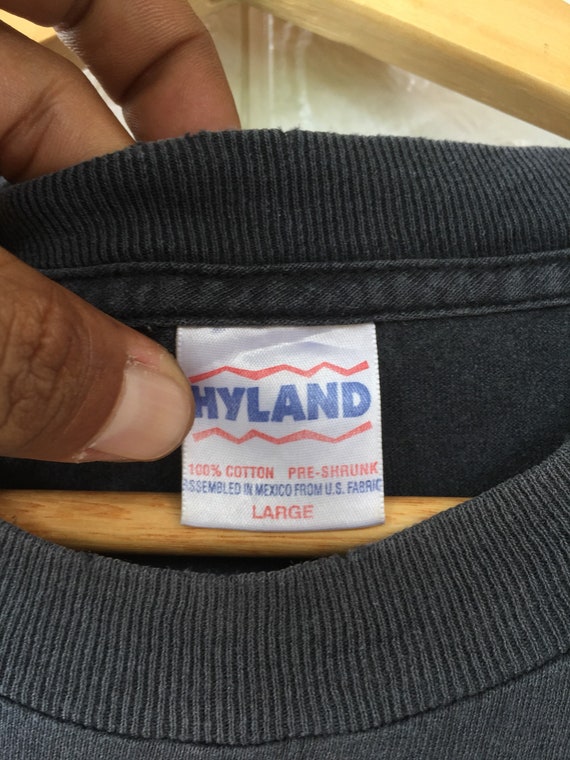 HYLAND
100% COTTON PRE-SHRUNK
ASSEMBLED IN MEXICO FROM U.S. FABRIC
LARGE